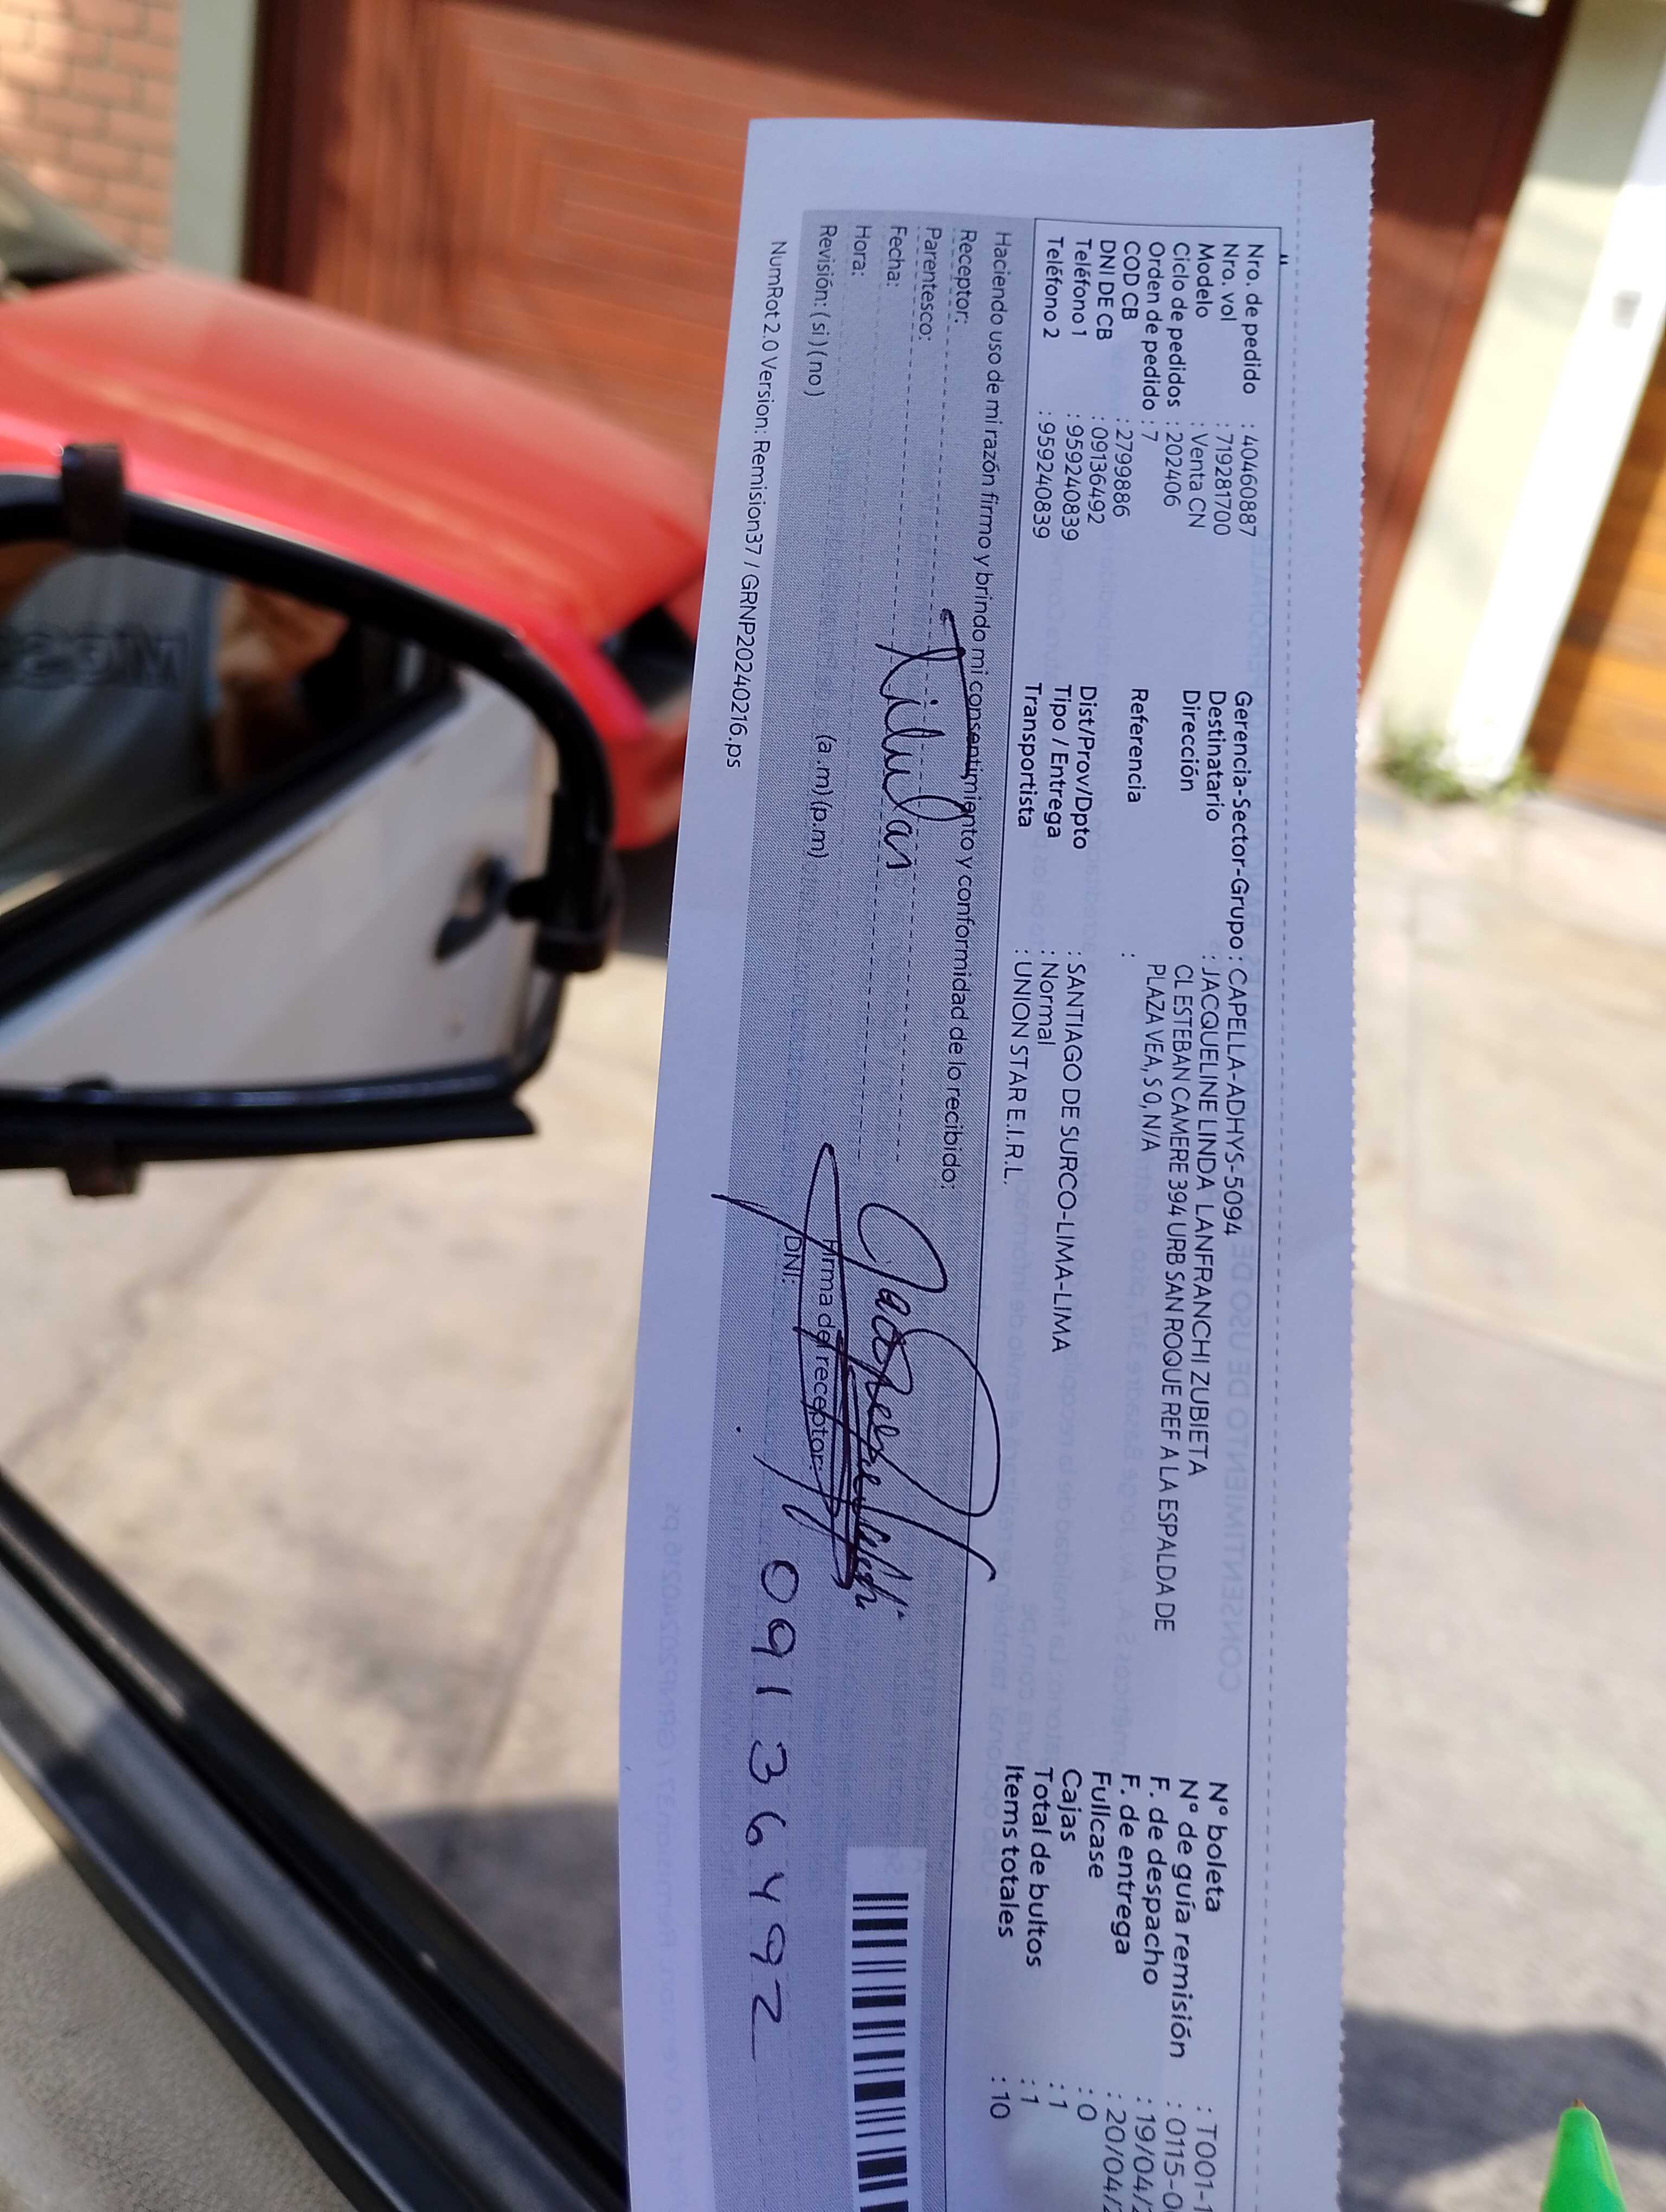 Nro. de pedido : 40460887
Nro. vol : 719281700
Modelo : Venta CN
Ciclo de pedidos : 202406
Orden de pedido : 7
COD CB : 2799886
DNI DE CB : 09136492
Teléfono 1 : 959240839
Teléfono 2 : 959240839
Gerencia-Sector-Grupo : CAPELLA-ADHYS-5094
Destinatario : JACQUELINE LINDA LANFRANCHI ZUBIETA
Dirección CL ESTEBAN CAMERE 394 URB SAN ROQUE REF A LA ESPALDA DE
PLAZA VEA, S 0, N/A
Referencia :
Dist/Prov/Dpto : SANTIAGO DE SURCO-LIMA-LIMA
Tipo / Entrega : Normal
Transportista : UNION STAR E.I.R.L.
Nº boleta : T001-1
Nº de guía remisión : 0115-0
F. de despacho : 19/04/2
F. de entrega : 20/04/2
Fullcase : 0
Cajas : 1
Total de bultos : 1
Items totales : 10
Haciendo uso de mi razón firmo y brindo mi consentimiento y conformidad de lo recibido:
Receptor:
Parentesco: Titular
Fecha:
Hora: (a.m) (p.m)
Revisión: (si) (no)
Firma del receptor:
DNI: 09136492
NumRot 2.0 Version: Remision37 / GRNP20240216.ps